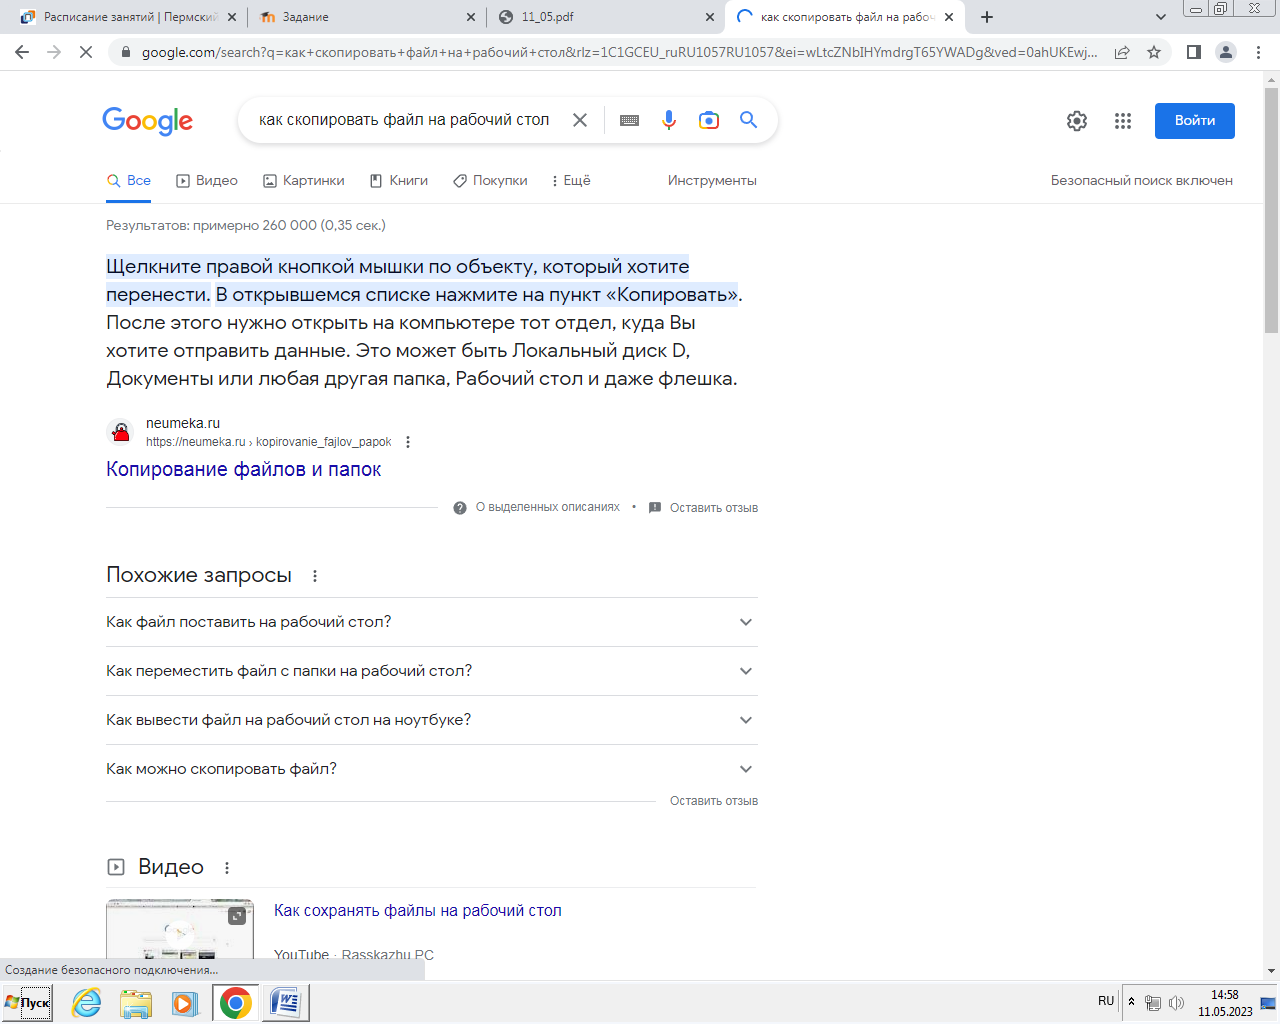 Расписание занятий | Пермский
Задание
11_05.pdf
как скопировать файл на рабоч
google.com/search?q=как+скопировать+файл+на+рабочий+стол&rlz=1C1GCEU_ruRU1057RU1057&ei=wLtcZNbIHYmdrgT65YWADg&ved=0ahUKEwj...
Google
как скопировать файл на рабочий стол
Войти
Все
Видео
Картинки
Книги
Покупки
Ещё
Инструменты
Безопасный поиск включен
Результатов: примерно 260 000 (0,35 сек.)
Щелкните правой кнопкой мышки по объекту, который хотите
перенести. В открывшемся списке нажмите на пункт «Копировать».
После этого нужно открыть на компьютере тот отдел, куда Вы
хотите отправить данные. Это может быть Локальный диск D,
Документы или любая другая папка, Рабочий стол и даже флешка.
neumeka.ru
https://neumeka.ru › kopirovanie_fajlov_papok
Копирование файлов и папок
О выделенных описаниях • Оставить отзыв
Похожие запросы
Как файл поставить на рабочий стол?
Как переместить файл с папки на рабочий стол?
Как вывести файл на рабочий стол на ноутбуке?
Как можно скопировать файл?
Оставить отзыв
Видео
Как сохранять файлы на рабочий стол
YouTube · Rasskazhu PC
Создание безопасного подключения...
Пуск
RU
14:58
11.05.2023